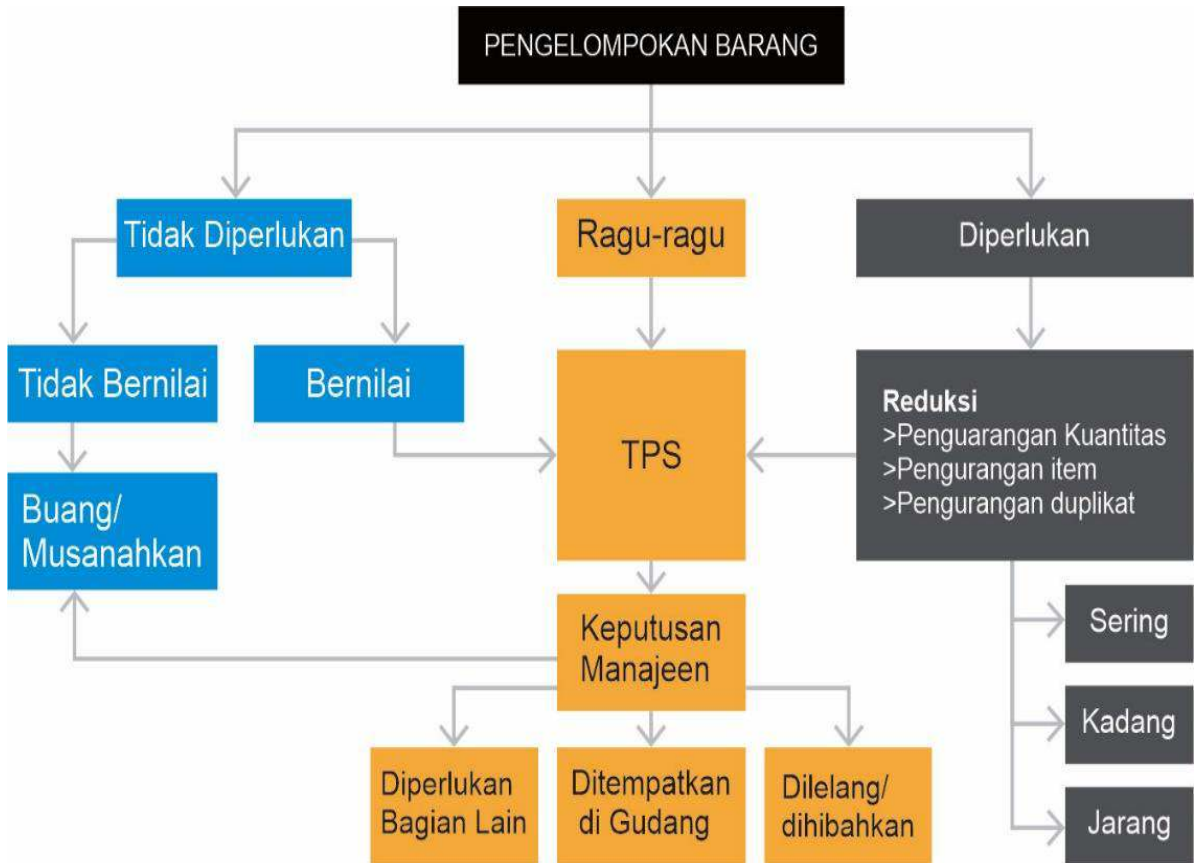 PENGELOMPOKAN BARANG
Tidak Diperlukan
Ragu-ragu
Diperlukan
Tidak Bernilai
Bernilai
TPS
Reduksi
>Penguarangan Kuantitas
>Pengurangan item
>Pengurangan duplikat
Buang/
Musanahkan
Keputusan
Manajeen
Sering
Kadang
Jarang
Diperlukan
Bagian Lain
Ditempatkan
di Gudang
Dilelang/
dihibahkan